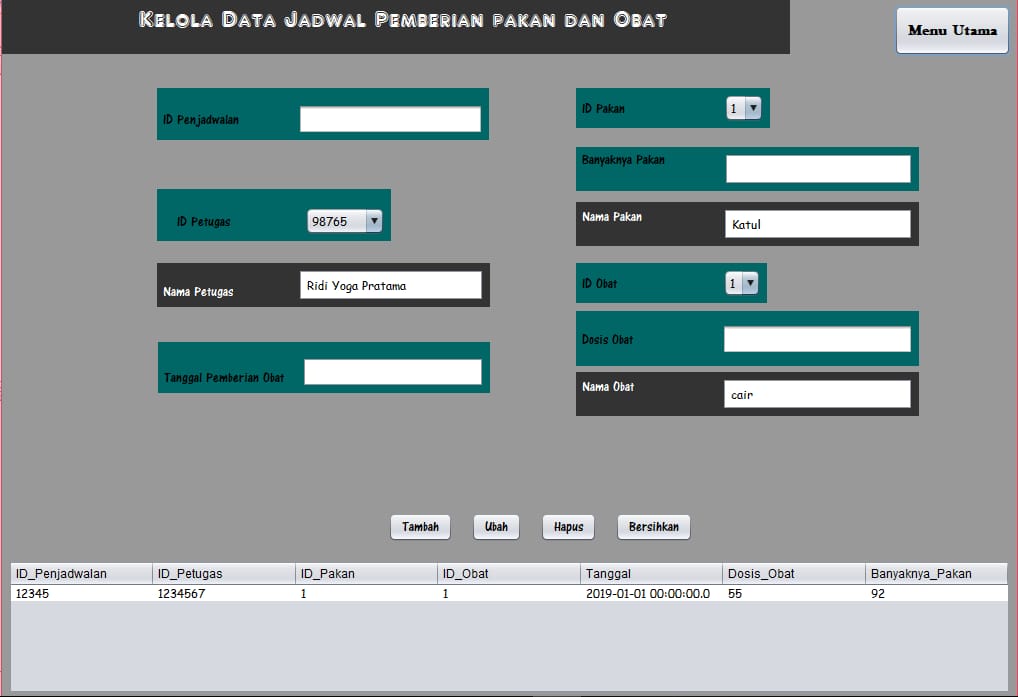 Kelola Data Jadwal Pemberian pakan dan Obat
Menu Utama
ID Penjadwalan
ID Petugas 98765
Nama Petugas Ridi Yoga Pratama
Tanggal Pemberian Obat
ID Pakan 1
Banyaknya Pakan
Nama Pakan Katul
ID Obat 1
Dosis Obat
Nama Obat cair
Tambah Ubah Hapus Bersihkan
ID_Penjadwalan ID_Petugas ID_Pakan ID_Obat Tanggal Dosis_Obat Banyaknya_Pakan
12345 1234567 1 1 2019-01-01 00:00:00.0 55 92